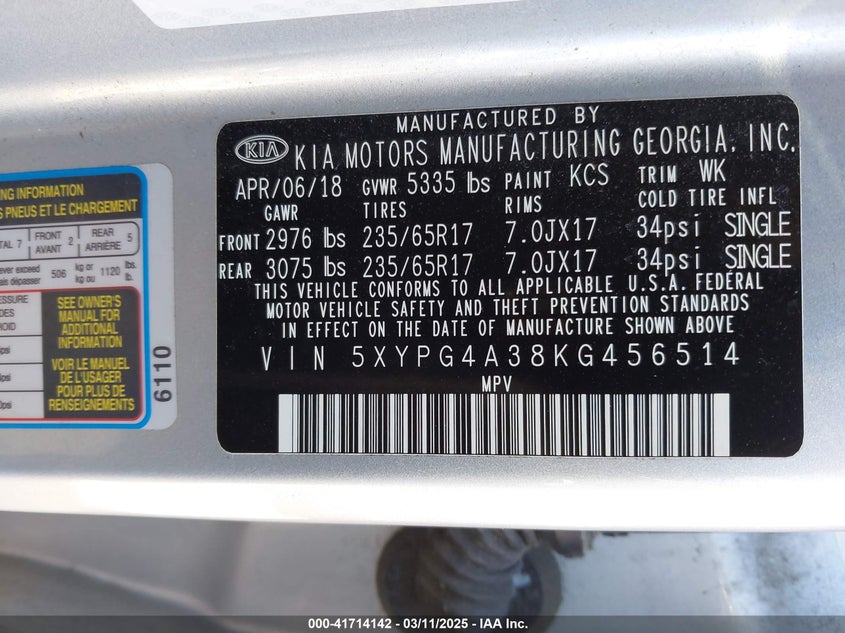 MANUFACTURED BY
KIA KIA MOTORS MANUFACTURING GEORGIA, INC.
APR/06/18 GVWR 5335 lbs PAINT KCS TRIM WK
GAWR TIRES RIMS COLD TIRE INFL
FRONT 2976 lbs 235/65R17 7.0JX17 34psi SINGLE
REAR 3075 lbs 235/65R17 7.0JX17 34psi SINGLE
THIS VEHICLE CONFORMS TO ALL APPLICABLE U.S.A. FEDERAL
MOTOR VEHICLE SAFETY AND THEFT PREVENTION STANDARDS
IN EFFECT ON THE DATE OF MANUFACTURE SHOWN ABOVE
VIN 5XYPG4A38KG456514
MPV
INFORMATION
PNEUS ET LE CHARGEMENT
7 FRONT AVANT 2 REAR ARRIÈRE 5
exceed 506 kg or 1120 lbs.
dépasser kg ou lb.
SEE OWNER'S
MANUAL FOR
ADDITIONAL
INFORMATION
VOIR LE MANUEL
DE L'USAGER
POUR PLUS DE
RENSEIGNEMENTS
6110
000-41714142 - 03/11/2025 - IAA Inc.